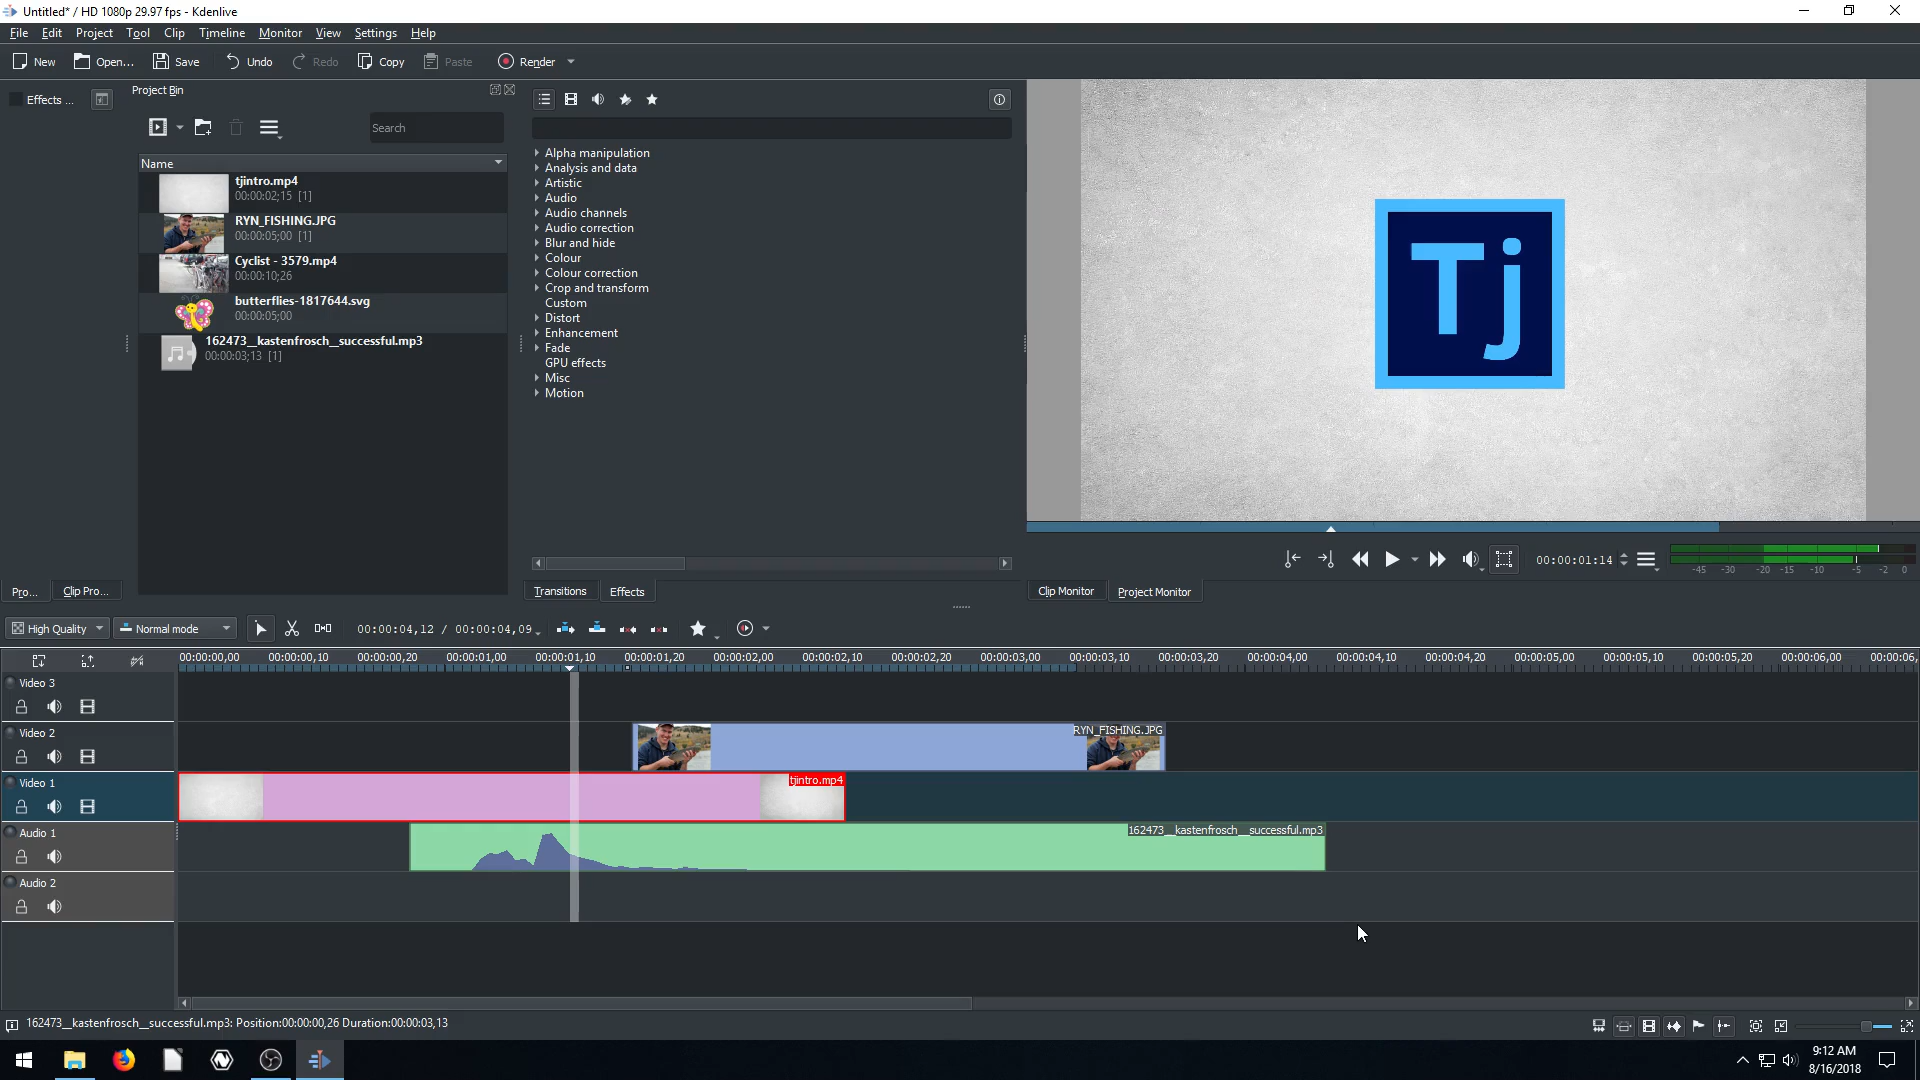 Untitled* / HD 1080p 29.97 fps - Kdenlive
File Edit Project Tool Clip Timeline Monitor View Settings Help
New Open... Save Undo Redo Copy Paste Render
Effects ...
Project Bin
Search
Name
tjintro.mp4
00:00:02;15 [1]
RYN_FISHING.JPG
00:00:05;00 [1]
Cyclist - 3579.mp4
00:00:10;26
butterflies-1817644.svg
00:00:05;00
162473__kastenfrosch__successful.mp3
00:00:03;13 [1]
Pro... Clip Pro...
Alpha manipulation
Analysis and data
Artistic
Audio
Audio channels
Audio correction
Blur and hide
Colour
Colour correction
Crop and transform
Custom
Distort
Enhancement
Fade
GPU effects
Misc
Motion
Transitions Effects
Tj
00:00:01:14
-45 -30 -20 -15 -10 -5 -2 0
Clip Monitor Project Monitor
High Quality Normal mode 00:00:04,12 / 00:00:04,09
00:00:00,00 00:00:00,10 00:00:00,20 00:00:01,00 00:00:01,10 00:00:01,20 00:00:02,00 00:00:02,10 00:00:02,20 00:00:03,00 00:00:03,10 00:00:03,20 00:00:04,00 00:00:04,10 00:00:04,20 00:00:05,00 00:00:05,10 00:00:05,20 00:00:06,00 00:00:06,
Video 3
Video 2
RYN_FISHING.JPG
Video 1
tjintro.mp4
Audio 1
162473__kastenfrosch__successful.mp3
Audio 2
162473__kastenfrosch__successful.mp3: Position:00:00:00,26 Duration:00:00:03,13
9:12 AM
8/16/2018